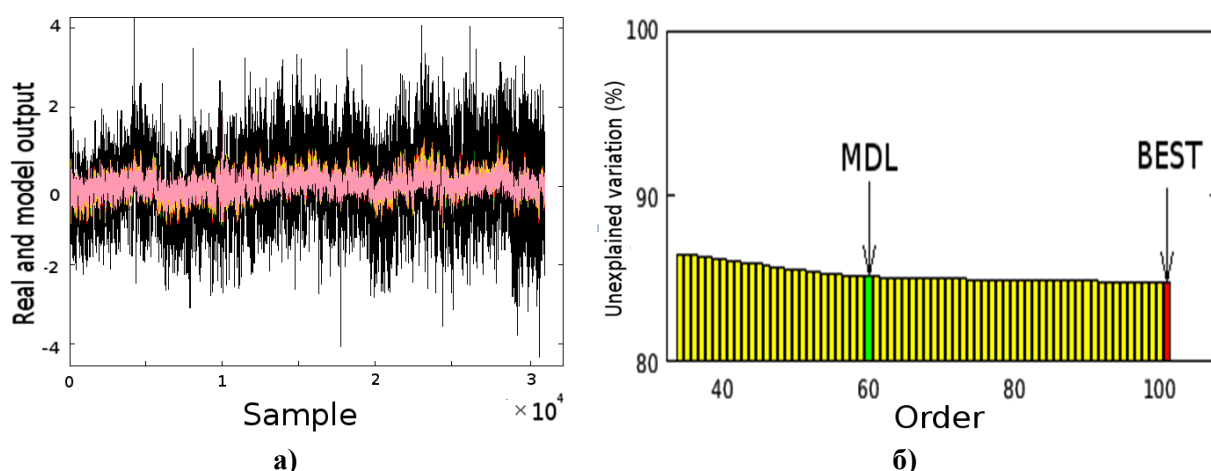 4
2
0
-2
-4
Real and model output
0
1
2
3
× 10⁴
Sample
а)
100
90
80
Unexplained variation (%)
MDL
BEST
40
60
80
100
Order
б)